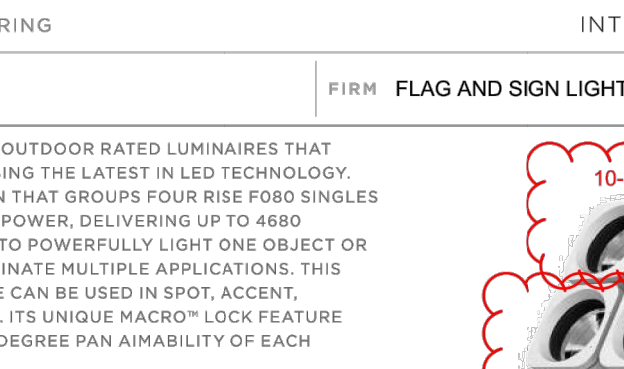 RING
INT
FIRM FLAG AND SIGN LIGHT
OUTDOOR RATED LUMINAIRES THAT
SING THE LATEST IN LED TECHNOLOGY.
N THAT GROUPS FOUR RISE F080 SINGLES
POWER, DELIVERING UP TO 4680
TO POWERFULLY LIGHT ONE OBJECT OR
INATE MULTIPLE APPLICATIONS. THIS
E CAN BE USED IN SPOT, ACCENT,
. ITS UNIQUE MACRO™ LOCK FEATURE
DEGREE PAN AIMABILITY OF EACH
10-